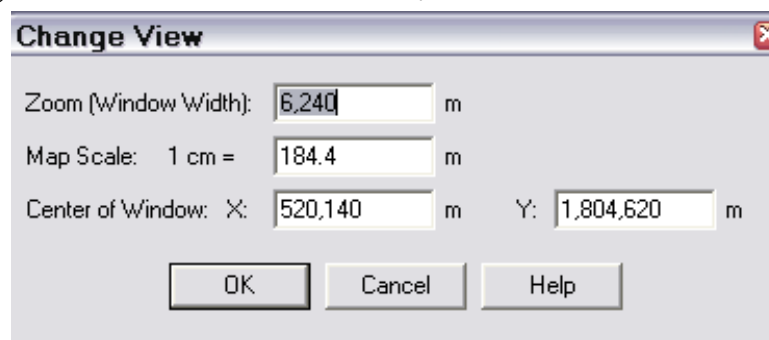 Change View
Zoom (Window Width): 6,240 m
Map Scale: 1 cm = 184.4 m
Center of Window: X: 520,140 m Y: 1,804,620 m
OK Cancel Help